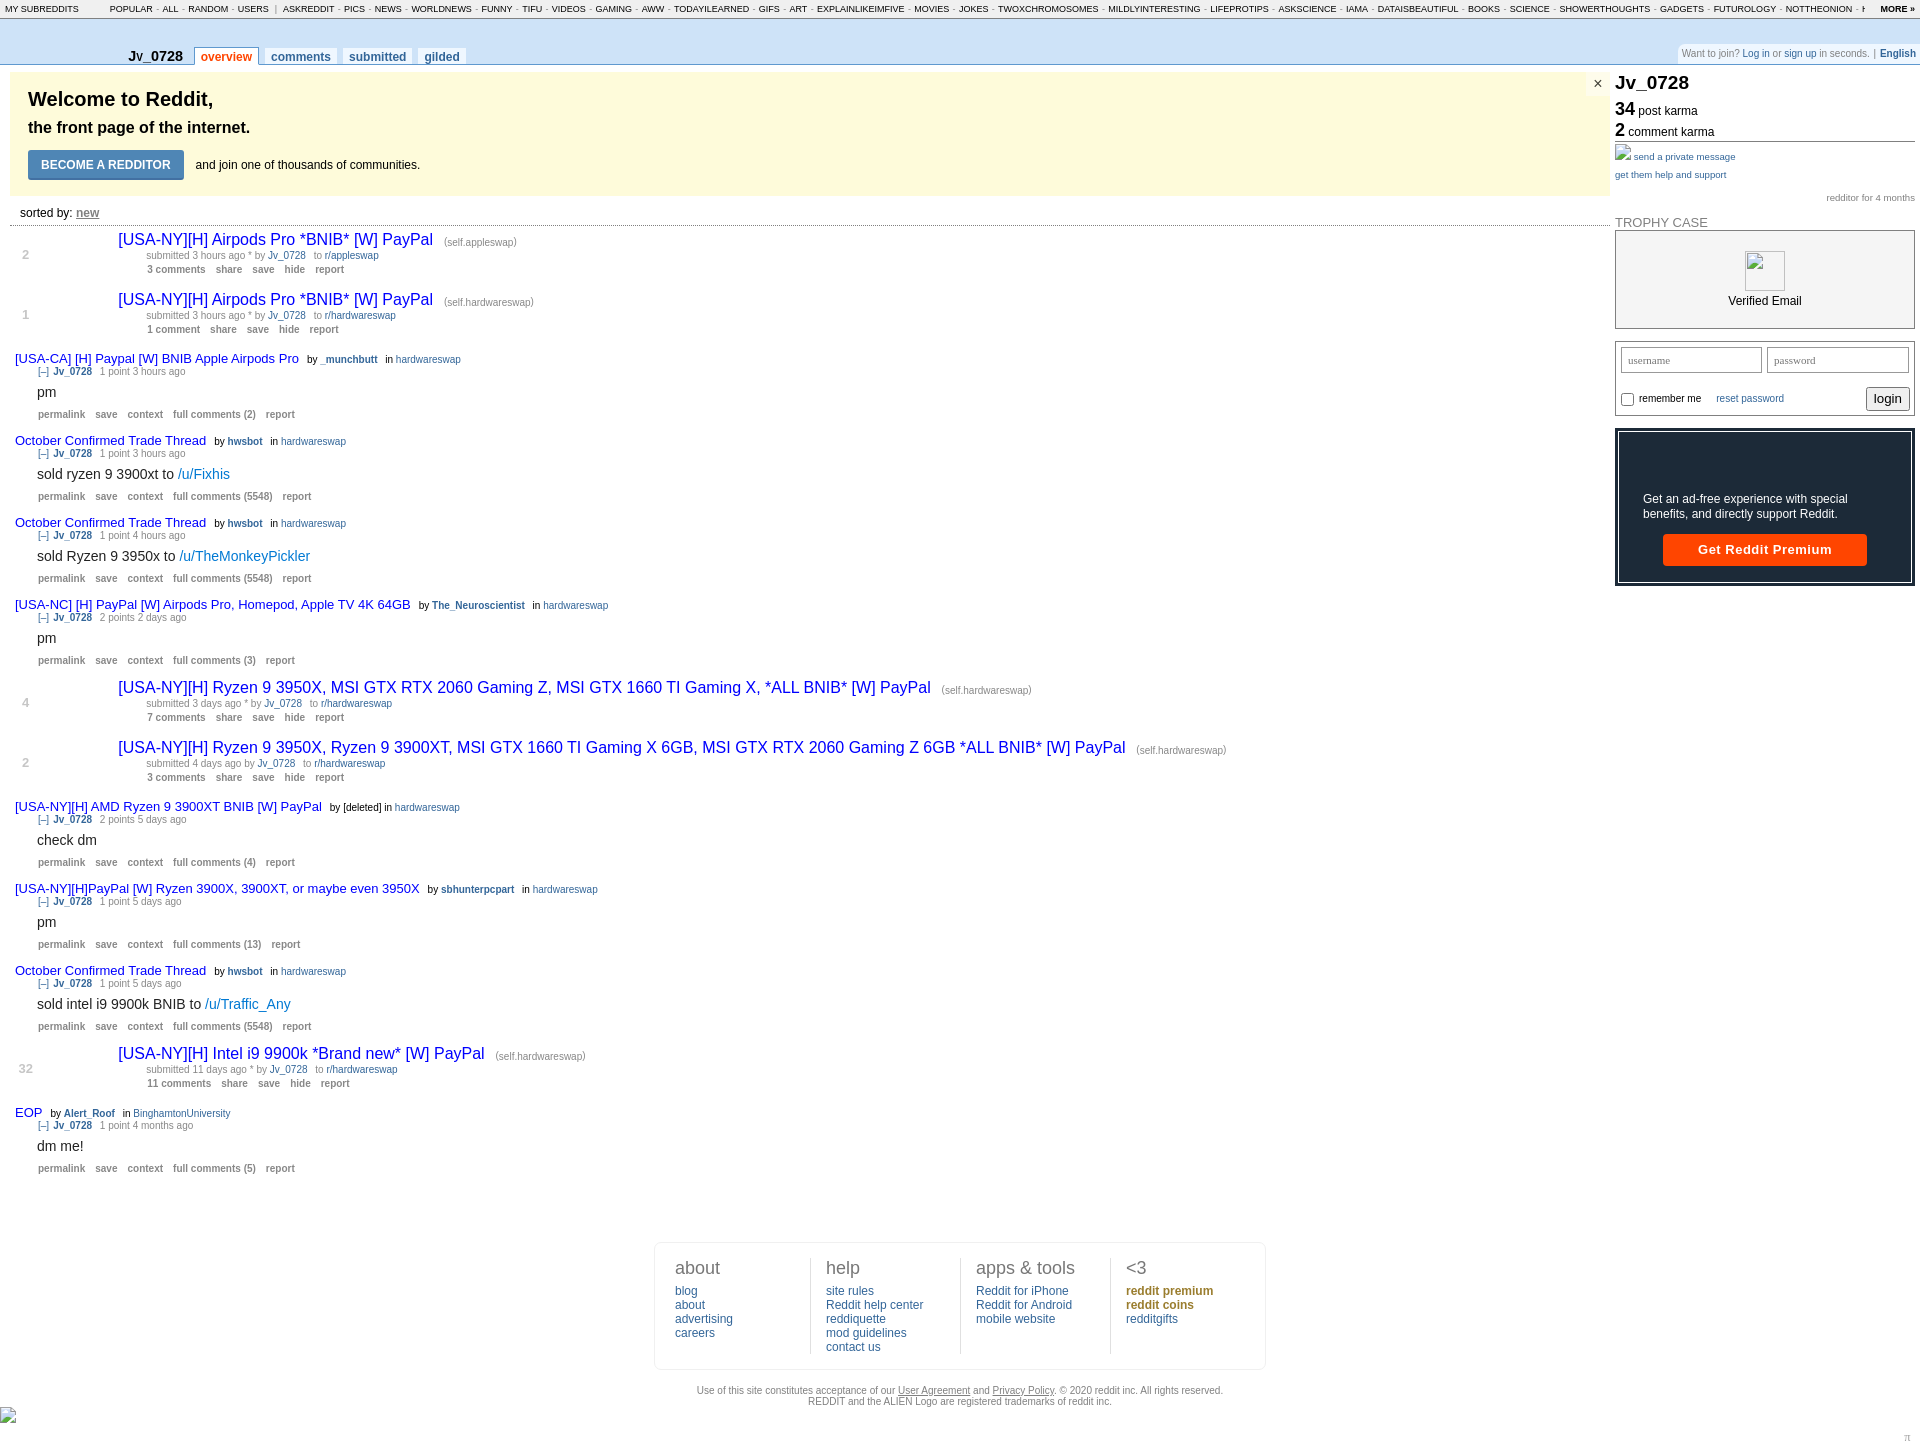 MY SUBREDDITS POPULAR - ALL - RANDOM - USERS | ASKREDDIT - PICS - NEWS - WORLDNEWS - FUNNY - TIFU - VIDEOS - GAMING - AWW - TODAYILEARNED - GIFS - ART - EXPLAINLIKEIMFIVE - MOVIES - JOKES - TWOXCHROMOSOMES - MILDLYINTERESTING - LIFEPROTIPS - ASKSCIENCE - IAMA - DATAISBEAUTIFUL - BOOKS - SCIENCE - SHOWERTHOUGHTS - GADGETS - FUTUROLOGY - NOTTHEONION - MORE »
Jv_0728 overview comments submitted gilded
Want to join? Log in or sign up in seconds. | English
×
Welcome to Reddit,
the front page of the internet.
BECOME A REDDITOR and join one of thousands of communities.
sorted by: new
[USA-NY][H] Airpods Pro *BNIB* [W] PayPal (self.appleswap)
2
submitted 3 hours ago * by Jv_0728 to r/appleswap
3 comments share save hide report
[USA-NY][H] Airpods Pro *BNIB* [W] PayPal (self.hardwareswap)
1
submitted 3 hours ago * by Jv_0728 to r/hardwareswap
1 comment share save hide report
[USA-CA] [H] Paypal [W] BNIB Apple Airpods Pro by _munchbutt in hardwareswap
[–] Jv_0728 1 point 3 hours ago
pm
permalink save context full comments (2) report
October Confirmed Trade Thread by hwsbot in hardwareswap
[–] Jv_0728 1 point 3 hours ago
sold ryzen 9 3900xt to /u/Fixhis
permalink save context full comments (5548) report
October Confirmed Trade Thread by hwsbot in hardwareswap
[–] Jv_0728 1 point 4 hours ago
sold Ryzen 9 3950x to /u/TheMonkeyPickler
permalink save context full comments (5548) report
[USA-NC] [H] PayPal [W] Airpods Pro, Homepod, Apple TV 4K 64GB by The_Neuroscientist in hardwareswap
[–] Jv_0728 2 points 2 days ago
pm
permalink save context full comments (3) report
[USA-NY][H] Ryzen 9 3950X, MSI GTX RTX 2060 Gaming Z, MSI GTX 1660 TI Gaming X, *ALL BNIB* [W] PayPal (self.hardwareswap)
4
submitted 3 days ago * by Jv_0728 to r/hardwareswap
7 comments share save hide report
[USA-NY][H] Ryzen 9 3950X, Ryzen 9 3900XT, MSI GTX 1660 TI Gaming X 6GB, MSI GTX RTX 2060 Gaming Z 6GB *ALL BNIB* [W] PayPal (self.hardwareswap)
2
submitted 4 days ago by Jv_0728 to r/hardwareswap
3 comments share save hide report
[USA-NY][H] AMD Ryzen 9 3900XT BNIB [W] PayPal by [deleted] in hardwareswap
[–] Jv_0728 2 points 5 days ago
check dm
permalink save context full comments (4) report
[USA-NY][H]PayPal [W] Ryzen 3900X, 3900XT, or maybe even 3950X by sbhunterpcpart in hardwareswap
[–] Jv_0728 1 point 5 days ago
pm
permalink save context full comments (13) report
October Confirmed Trade Thread by hwsbot in hardwareswap
[–] Jv_0728 1 point 5 days ago
sold intel i9 9900k BNIB to /u/Traffic_Any
permalink save context full comments (5548) report
[USA-NY][H] Intel i9 9900k *Brand new* [W] PayPal (self.hardwareswap)
32
submitted 11 days ago * by Jv_0728 to r/hardwareswap
11 comments share save hide report
EOP by Alert_Roof in BinghamtonUniversity
[–] Jv_0728 1 point 4 months ago
dm me!
permalink save context full comments (5) report
Jv_0728
34 post karma
2 comment karma
send a private message
get them help and support
redditor for 4 months
TROPHY CASE
Verified Email
username password
remember me reset password login
Get an ad-free experience with special
benefits, and directly support Reddit.
Get Reddit Premium
about
blog
about
advertising
careers
help
site rules
Reddit help center
reddiquette
mod guidelines
contact us
apps & tools
Reddit for iPhone
Reddit for Android
mobile website
<3
reddit premium
reddit coins
redditgifts
Use of this site constitutes acceptance of our User Agreement and Privacy Policy. © 2020 reddit inc. All rights reserved.
REDDIT and the ALIEN Logo are registered trademarks of reddit inc.
π